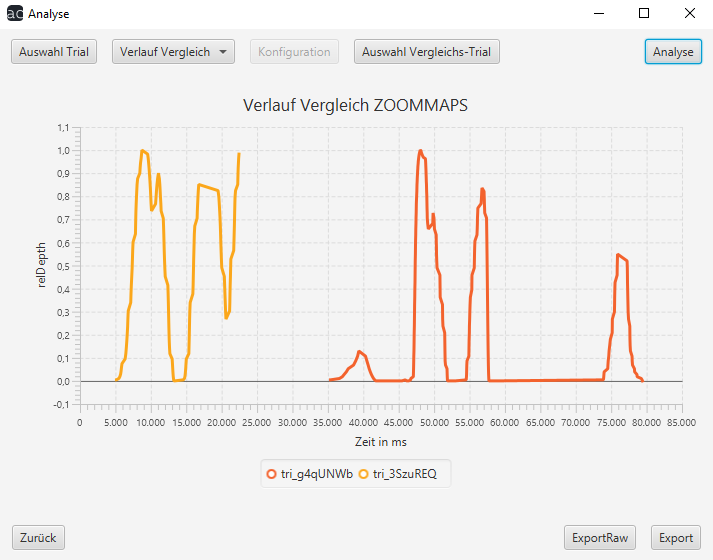 ac Analyse
Auswahl Trial Verlauf Vergleich Konfiguration Auswahl Vergleichs-Trial Analyse
Verlauf Vergleich ZOOMMAPS
1,1
1,0
0,9
0,8
0,7
0,6
0,5
0,4
0,3
0,2
0,1
0,0
-0,1
relDepth
0 5.000 10.000 15.000 20.000 25.000 30.000 35.000 40.000 45.000 50.000 55.000 60.000 65.000 70.000 75.000 80.000 85.000
Zeit in ms
tri_g4qUNWb tri_3SzuREQ
Zurück ExportRaw Export